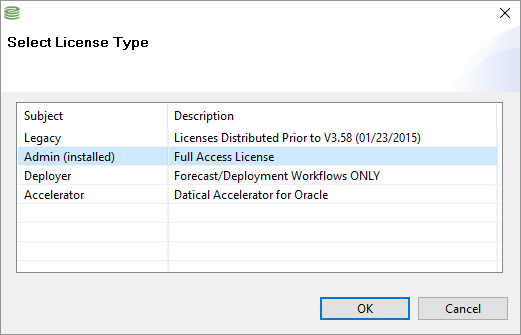 Select License Type
Subject Description
Legacy Licenses Distributed Prior to V3.58 (01/23/2015)
Admin (installed) Full Access License
Deployer Forecast/Deployment Workflows ONLY
Accelerator Datical Accelerator for Oracle
OK Cancel